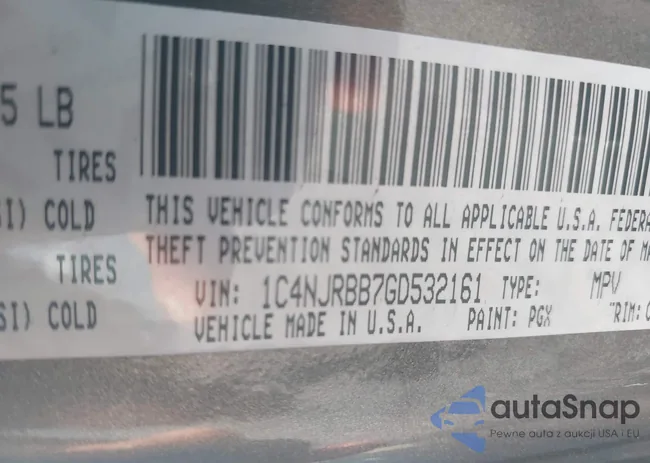 5 LB
TIRES
SI) COLD
TIRES
SI) COLD
THIS VEHICLE CONFORMS TO ALL APPLICABLE U.S.A. FEDERA
THEFT PREVENTION STANDARDS IN EFFECT ON THE DATE OF MA
VIN: 1C4NJRBB7GD532161 TYPE: MPV
VEHICLE MADE IN U.S.A. PAINT: PGX "RIM: C
autaSnap
Pewne auta z aukcji USA i EU